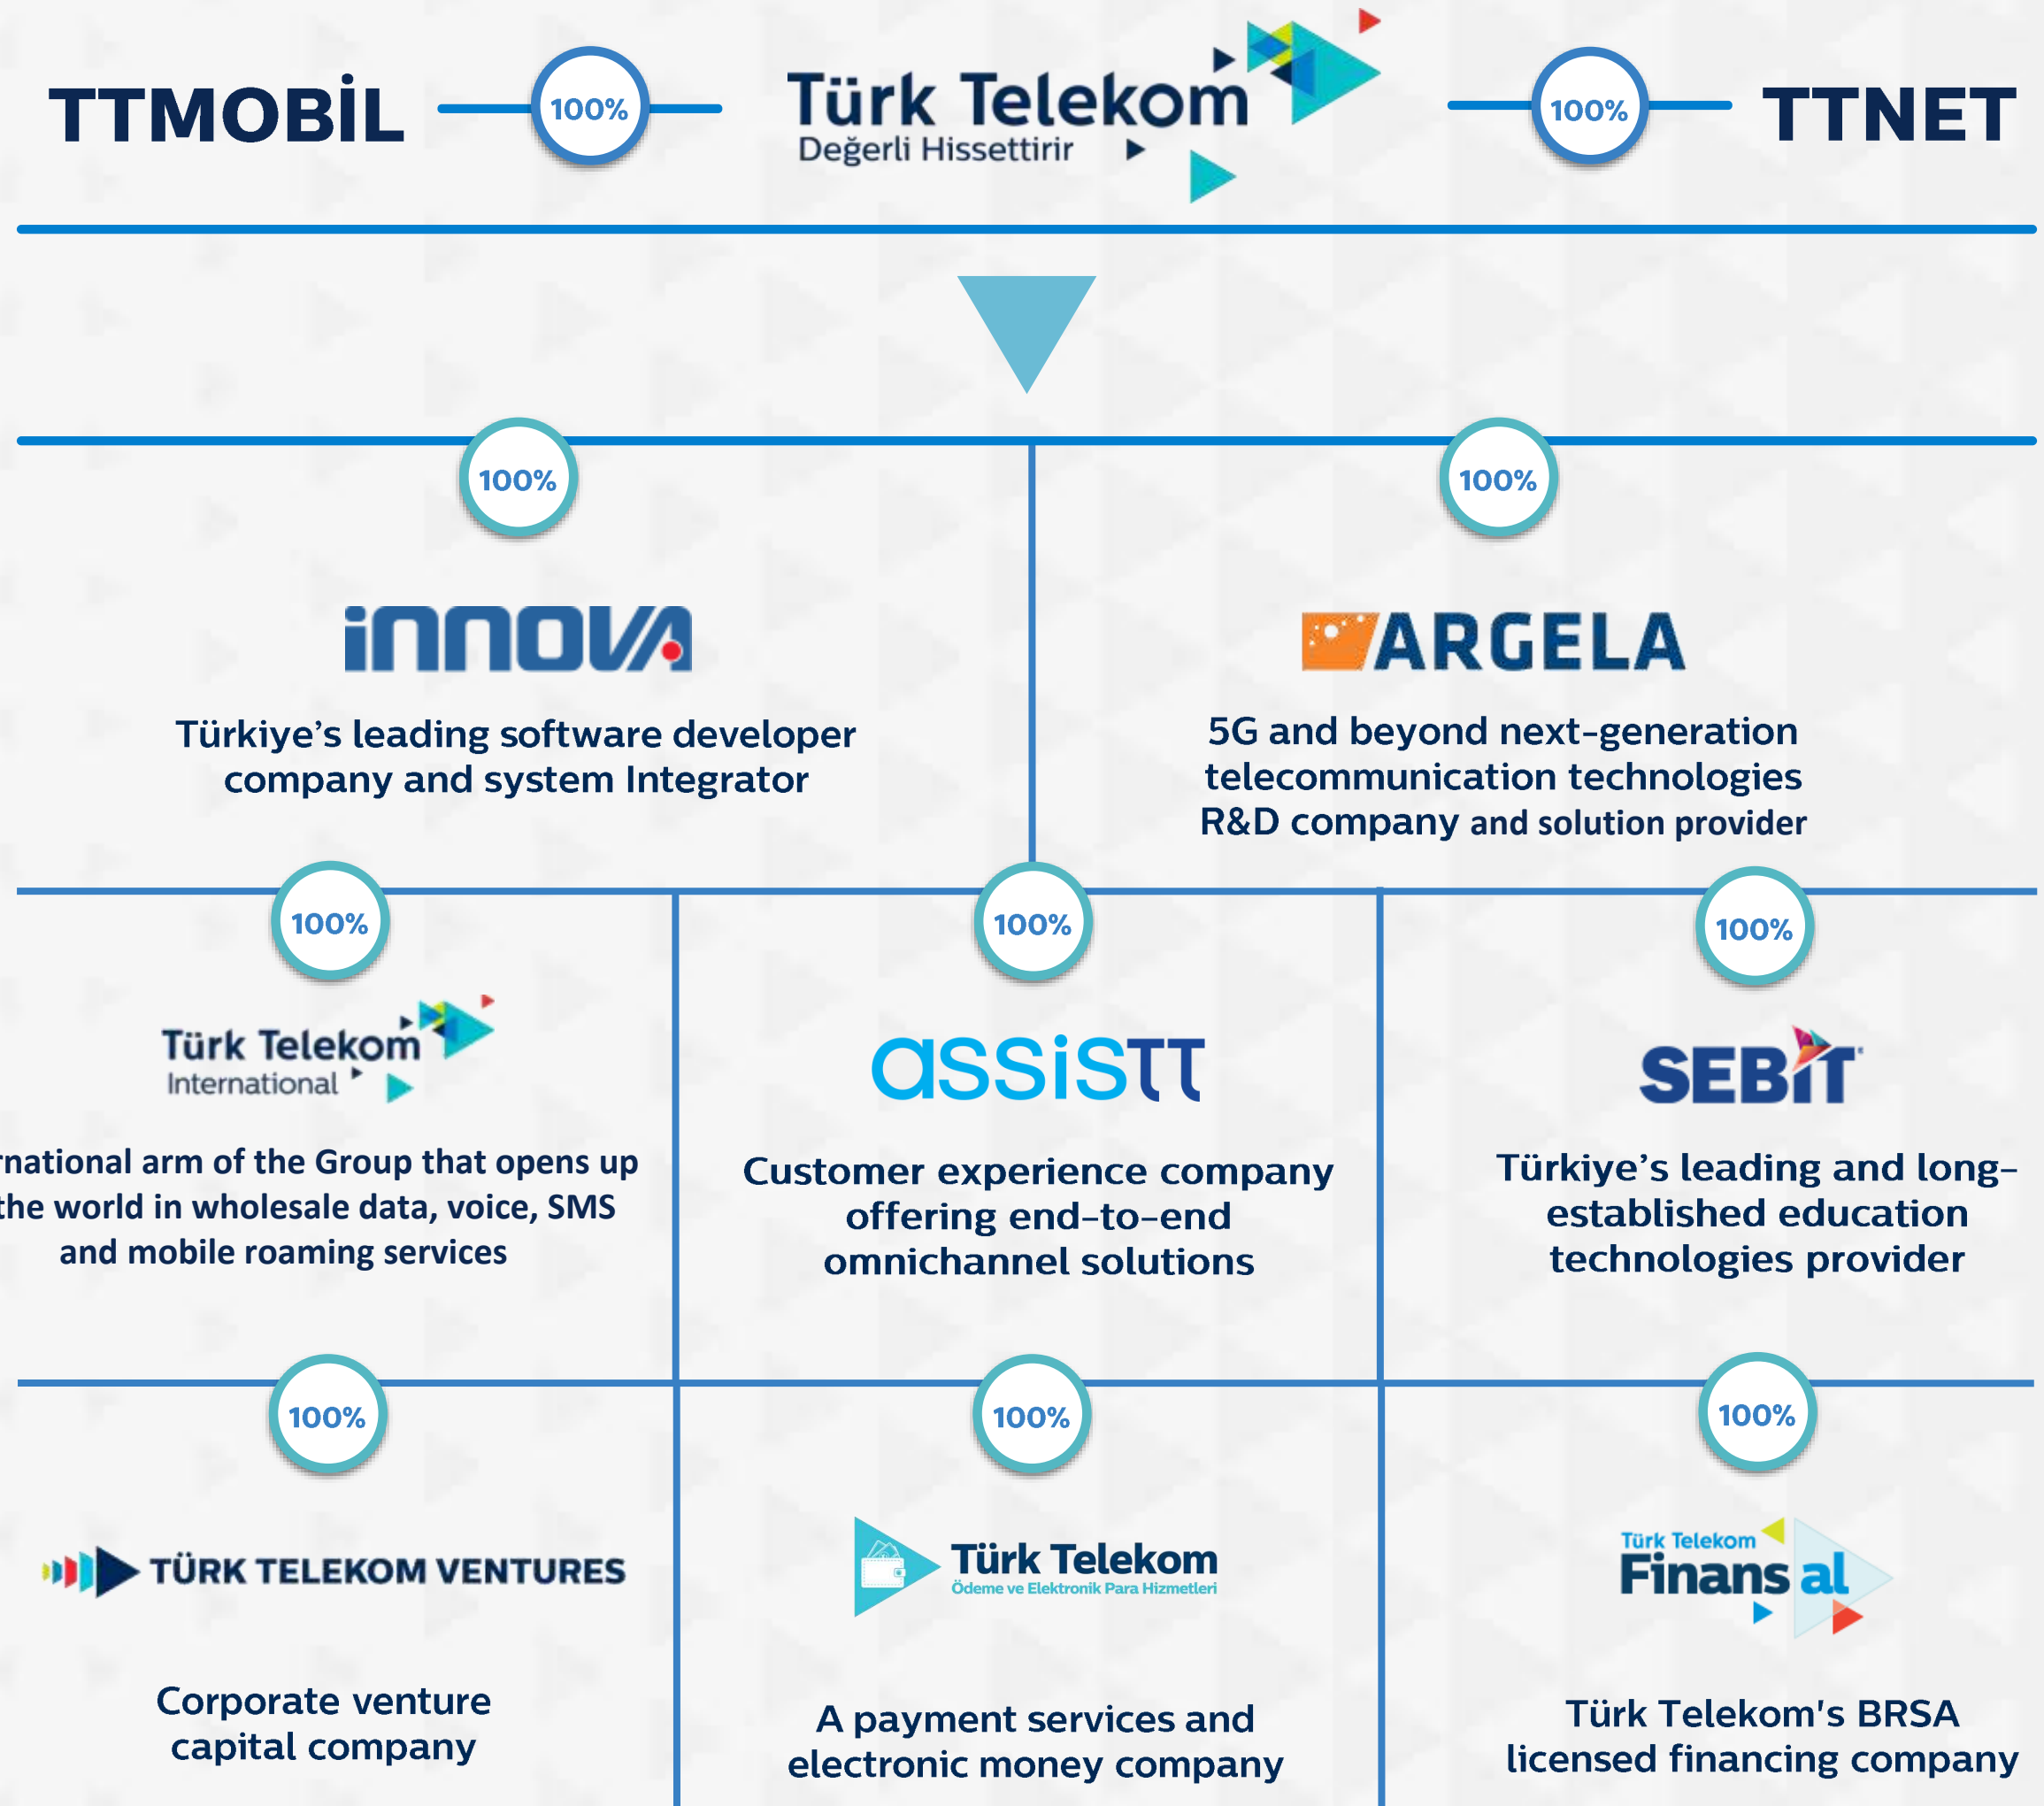 TTMOBİL
100%
Türk Telekom
Değerli Hissettirir
100%
TTNET
100%
100%
innova
ARGELA
Türkiye's leading software developer
company and system Integrator
5G and beyond next-generation
telecommunication technologies
R&D company and solution provider
100%
100%
100%
Türk Telekom
International
assistt
SEBİT
arm of the Group that opens up
the world in wholesale data, voice, SMS
and mobile roaming services
Customer experience company
offering end-to-end
omnichannel solutions
Türkiye's leading and long-
established education
technologies provider
100%
100%
100%
TÜRK TELEKOM VENTURES
Türk Telekom
Ödeme ve Elektronik Para Hizmetleri
Türk Telekom
Finansal
Corporate venture
capital company
A payment services and
electronic money company
Türk Telekom's BRSA
licensed financing company